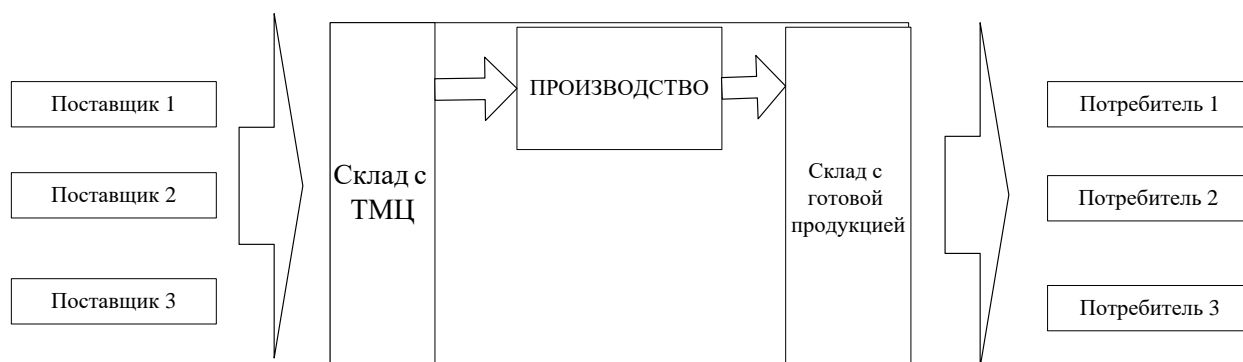 Поставщик 1
Поставщик 2
Поставщик 3
Склад с
ТМЦ
ПРОИЗВОДСТВО
Склад с
готовой
продукцией
Потребитель 1
Потребитель 2
Потребитель 3